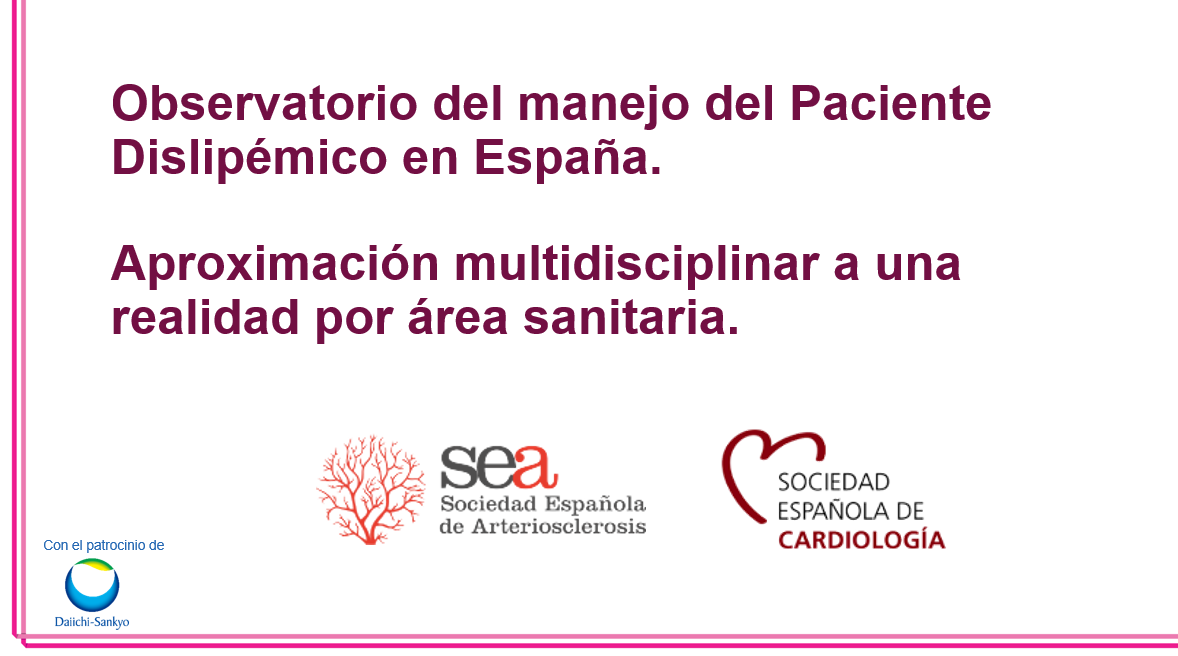 Observatorio del manejo del Paciente
Dislipémico en España.
Aproximación multidisciplinar a una
realidad por área sanitaria.
sea
Sociedad Española
de Arteriosclerosis
SOCIEDAD
ESPAÑOLA DE
CARDIOLOGÍA
Con el patrocinio de
Daiichi-Sankyo